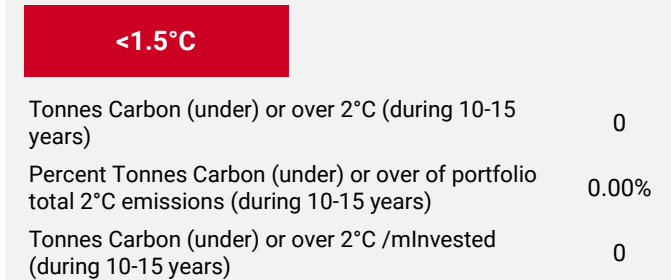 <1.5°C
Tonnes Carbon (under) or over 2°C (during 10-15
years)
0
Percent Tonnes Carbon (under) or over of portfolio
total 2°C emissions (during 10-15 years)
0.00%
Tonnes Carbon (under) or over 2°C /mInvested
(during 10-15 years)
0